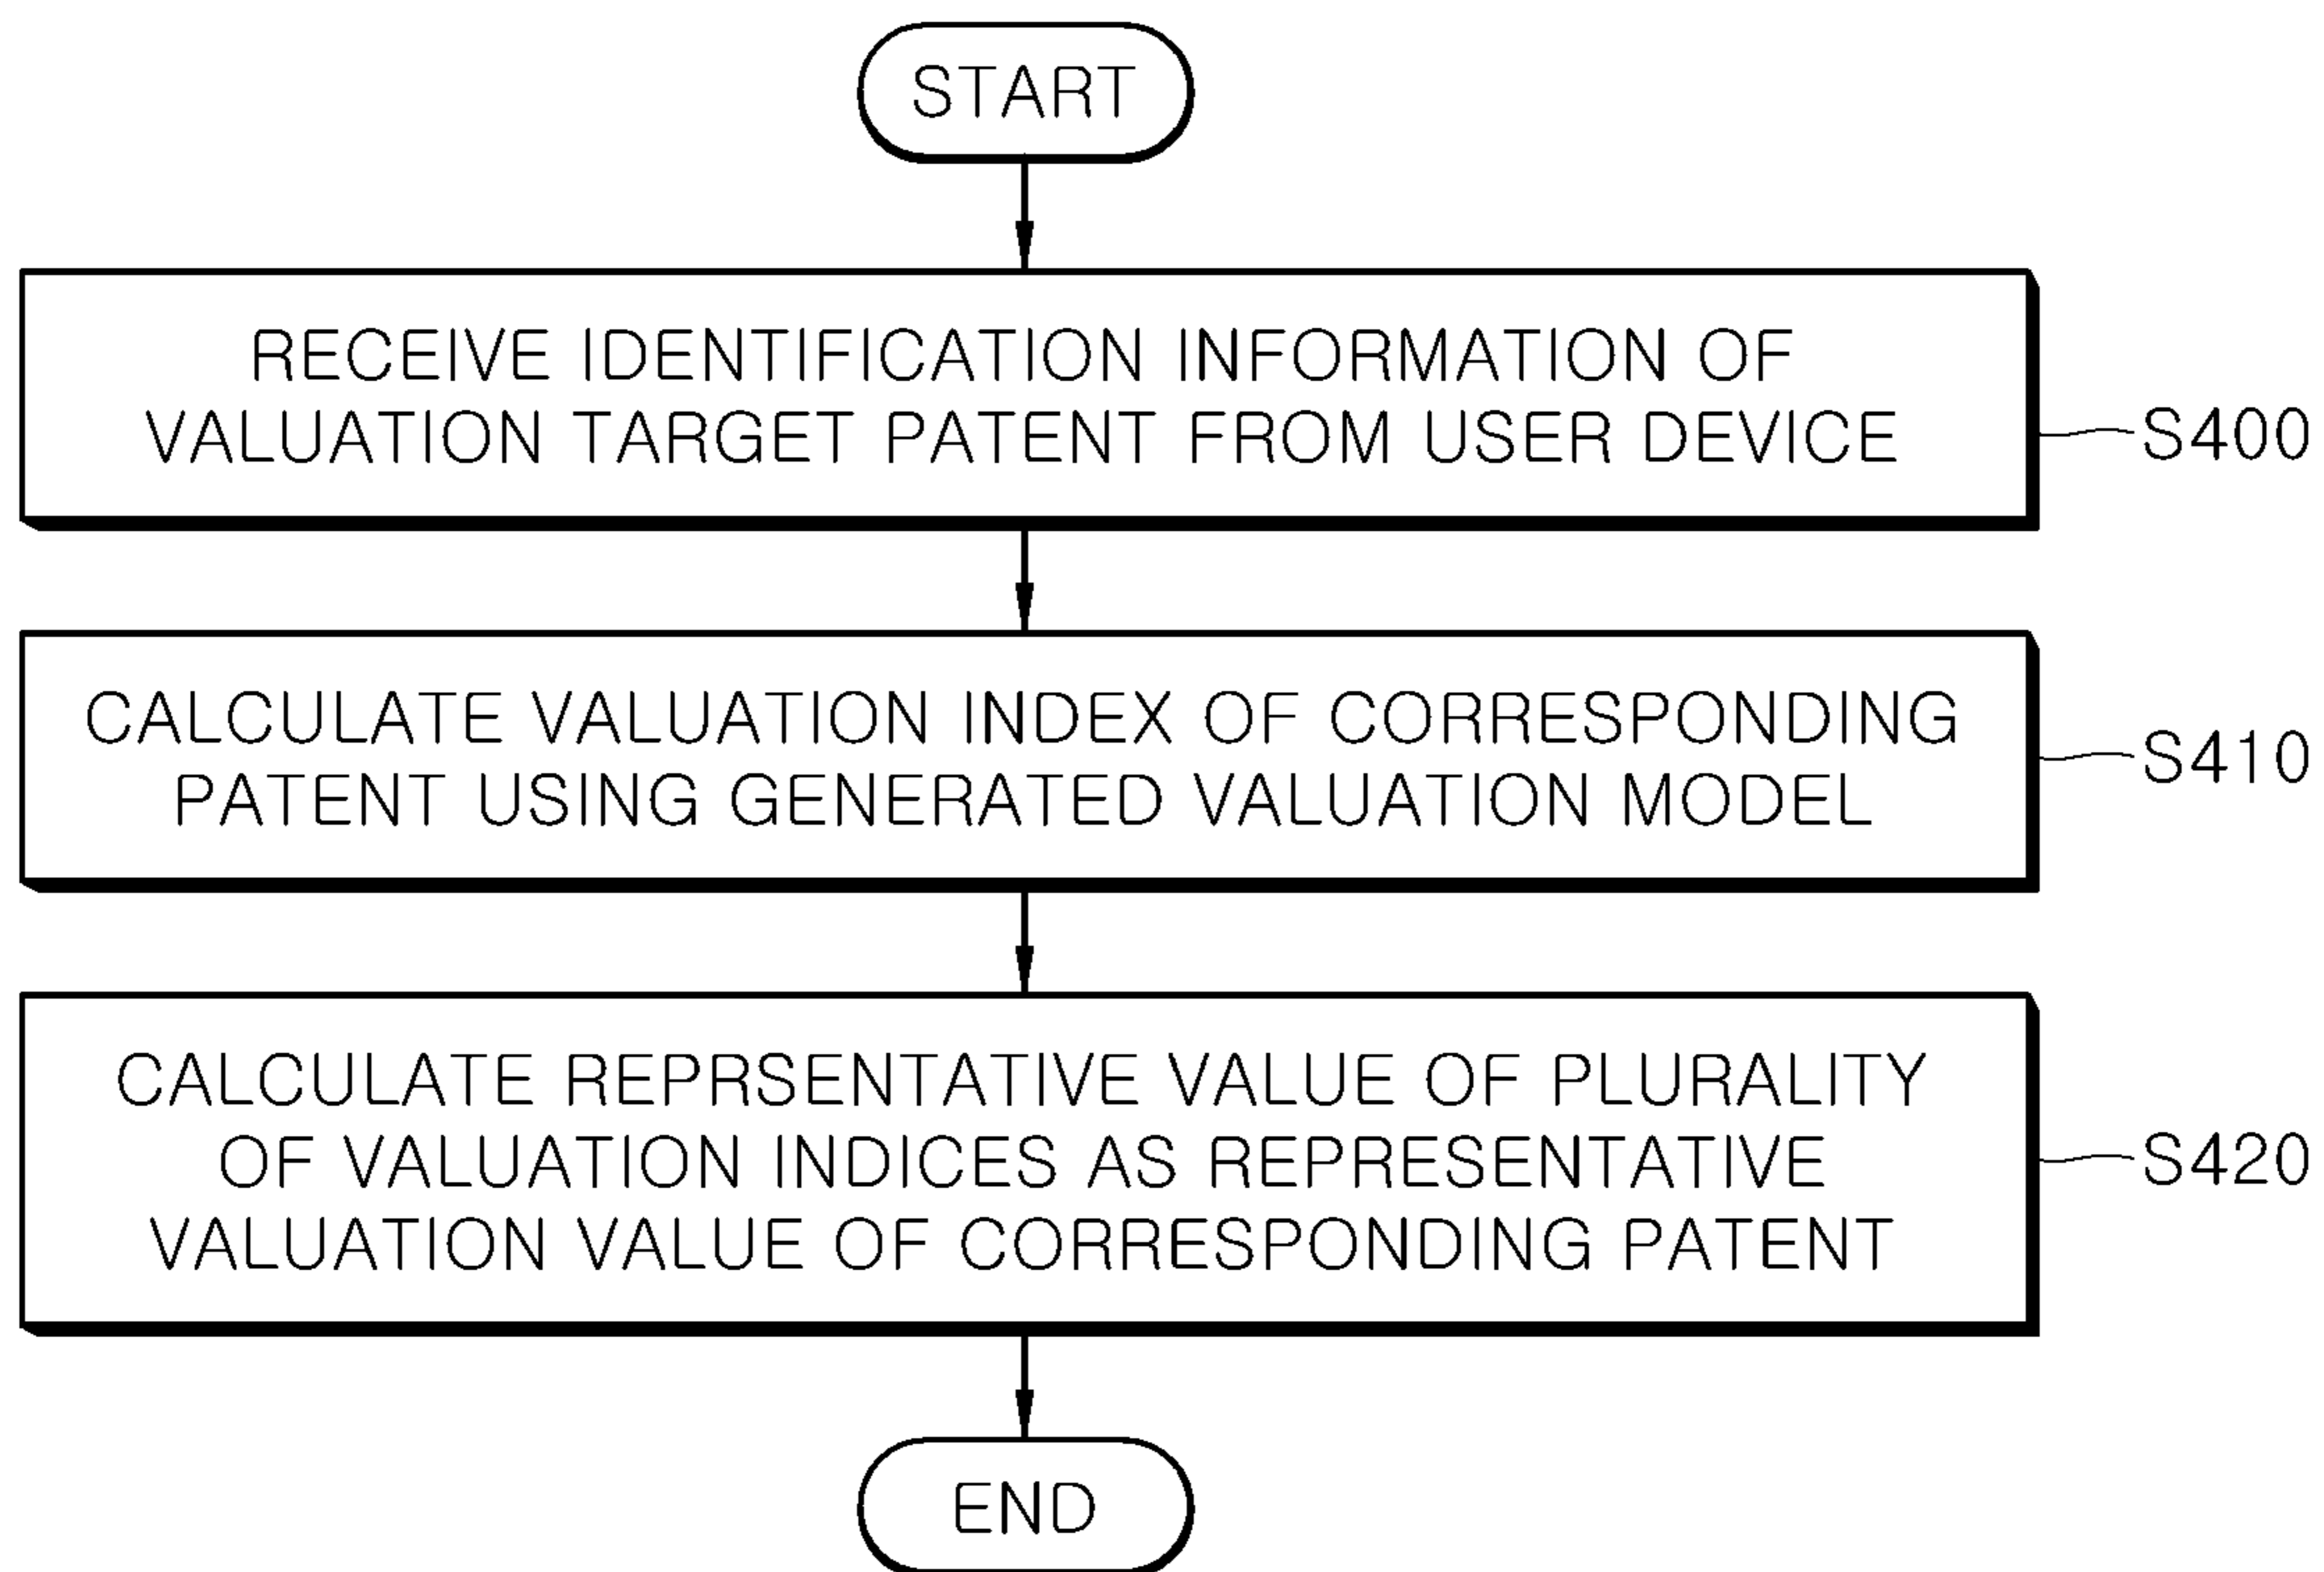 START
RECEIVE IDENTIFICATION INFORMATION OF
VALUATION TARGET PATENT FROM USER DEVICE
S400
CALCULATE VALUATION INDEX OF CORRESPONDING
PATENT USING GENERATED VALUATION MODEL
S410
CALCULATE REPRSENTATIVE VALUE OF PLURALITY
OF VALUATION INDICES AS REPRESENTATIVE
VALUATION VALUE OF CORRESPONDING PATENT
S420
END